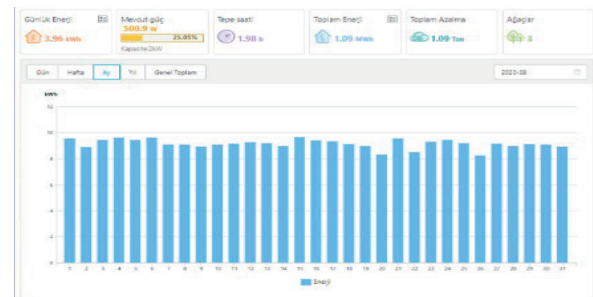 Günlük Enerji
3.96 kWh
Mevcut güç
500.9 W
25.05%
Kapasite:2kW
Tepe saati
1.98 h
Toplam Enerji
1.09 MWh
Toplam Azalma
1.09 Ton
Ağaçlar
3
Gün Hafta Ay Yıl Genel Toplam
2020-08
kWh
12
10
8
6
4
2
0
1 2 3 4 5 6 7 8 9 10 11 12 13 14 15 16 17 18 19 20 21 22 23 24 25 26 27 28 29 30 31
Enerji